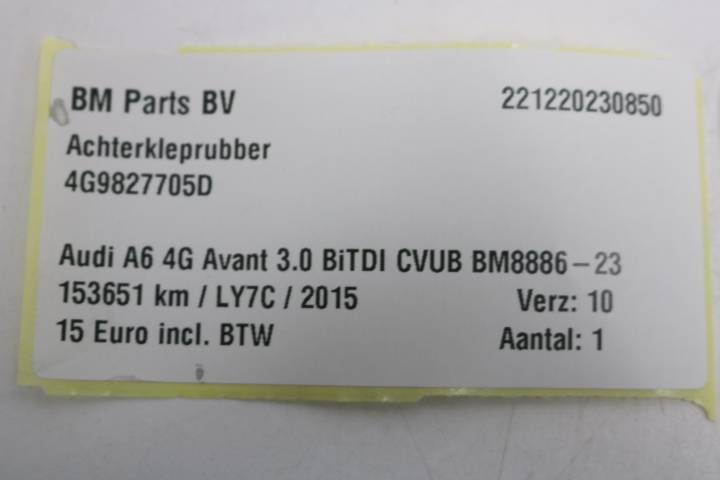 BM Parts BV 221220230850
Achterkleprubber
4G9827705D
Audi A6 4G Avant 3.0 BiTDI CVUB BM8886-23
153651 km / LY7C / 2015 Verz: 10
15 Euro incl. BTW Aantal: 1